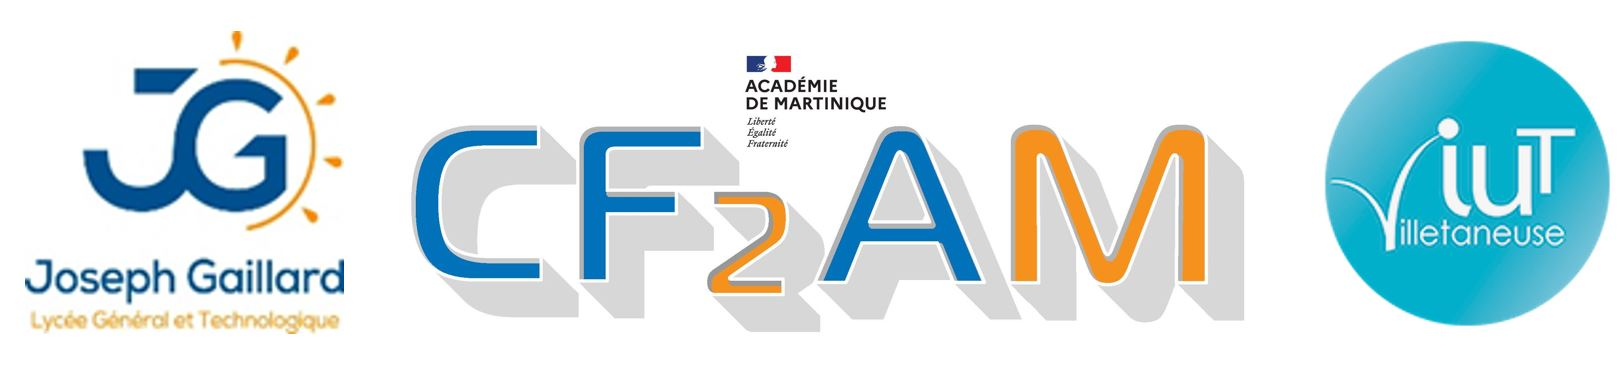 JG
Joseph Gaillard
Lycée Général et Technologique
ACADÉMIE
DE MARTINIQUE
Liberté
Égalité
Fraternité
CF2AM
iUT
Villetaneuse